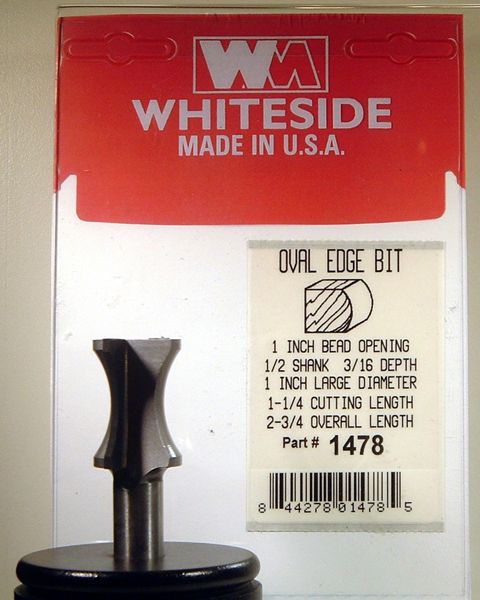 WHITESIDE
MADE IN U.S.A.
OVAL EDGE BIT
1 INCH BEAD OPENING
1/2 SHANK 3/16 DEPTH
1 INCH LARGE DIAMETER
1-1/4 CUTTING LENGTH
2-3/4 OVERALL LENGTH
Part # 1478
8 44278 01478 5